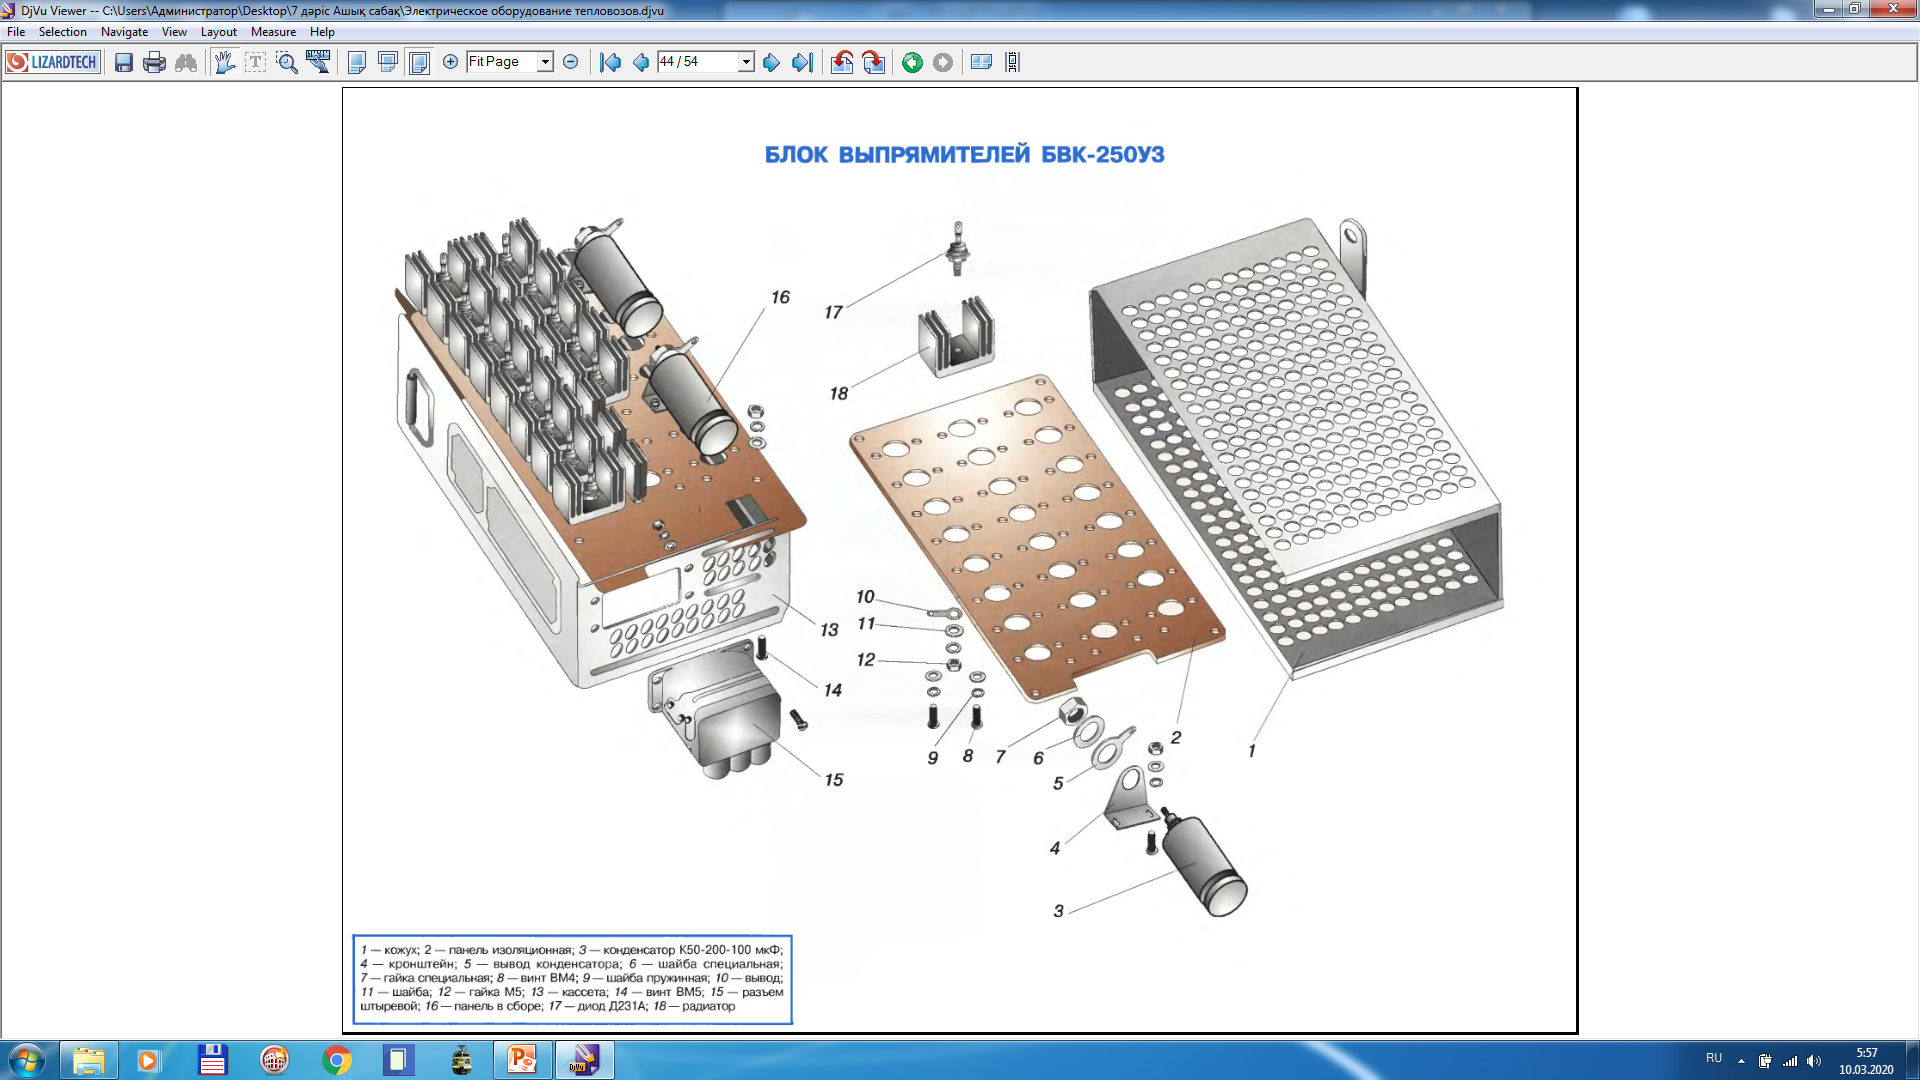 DjVu Viewer -- C:\Users\Администратор\Desktop\7 дәріс Ашық сабақ\Электрическое оборудование тепловозов.djvu
File Selection Navigate View Layout Measure Help
LIZARDTECH T Fit Page 44 / 54
БЛОК ВЫПРЯМИТЕЛЕЙ БВК-250У3
16
17
18
10
11
13
12
14
2
1
9
8
7
6
15
5
4
3
1 — кожух; 2 — панель изоляционная; 3 — конденсатор К50-200-100 мкФ;
4 — кронштейн; 5 — вывод конденсатора; 6 — шайба специальная;
7 — гайка специальная; 8 — винт ВМ4; 9 — шайба пружинная; 10 — вывод;
11 — шайба; 12 — гайка М5; 13 — кассета; 14 — винт ВМ5; 15 — разъем
штыревой; 16 — панель в сборе; 17 — диод Д231А; 18 — радиатор
RU
5:57
10.03.2020